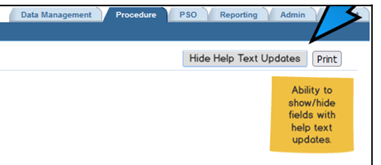 Data Management Procedure PSO Reporting Admin
Hide Help Text Updates Print
Ability to
show/hide
fields with
help text
updates.